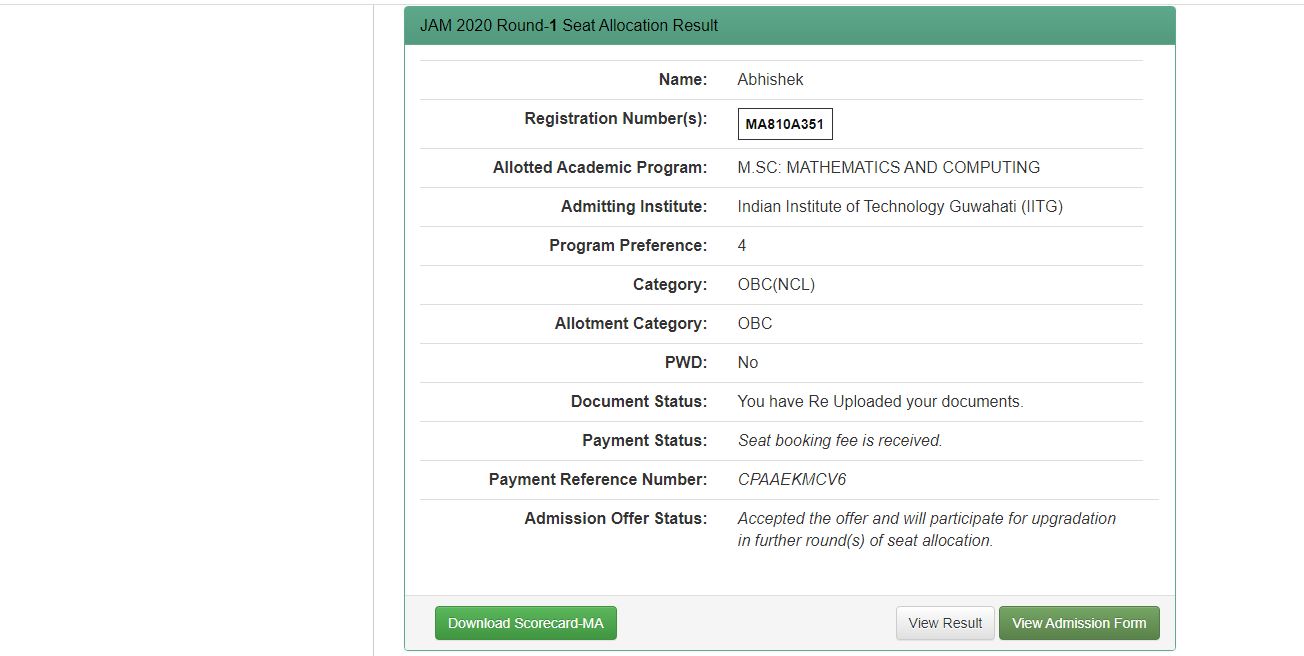 JAM 2020 Round-1 Seat Allocation Result
Name: Abhishek
Registration Number(s): MA810A351
Allotted Academic Program: M.SC: MATHEMATICS AND COMPUTING
Admitting Institute: Indian Institute of Technology Guwahati (IITG)
Program Preference: 4
Category: OBC(NCL)
Allotment Category: OBC
PWD: No
Document Status: You have Re Uploaded your documents.
Payment Status: Seat booking fee is received.
Payment Reference Number: CPAAEKMCV6
Admission Offer Status: Accepted the offer and will participate for upgradation
in further round(s) of seat allocation.
Download Scorecard-MA View Result View Admission Form